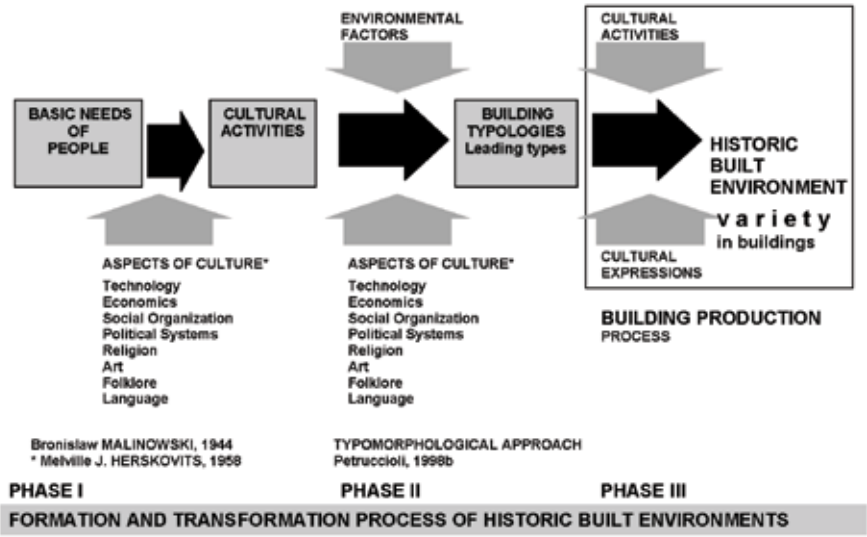 ENVIRONMENTAL
FACTORS
CULTURAL
ACTIVITIES
BASIC NEEDS
OF
PEOPLE
CULTURAL
ACTIVITIES
BUILDING
TYPOLOGIES
Leading types
HISTORIC
BUILT
ENVIRONMENT
variety
in buildings
ASPECTS OF CULTURE*
Technology
Economics
Social Organization
Political Systems
Religion
Art
Folklore
Language
ASPECTS OF CULTURE*
Technology
Economics
Social Organization
Political Systems
Religion
Art
Folklore
Language
CULTURAL
EXPRESSIONS
BUILDING PRODUCTION
PROCESS
Bronislaw MALINOWSKI, 1944
* Melville J. HERSKOVITS, 1958
TYPOMORPHOLOGICAL APPROACH
Petruccioli, 1998b
PHASE I
PHASE II
PHASE III
FORMATION AND TRANSFORMATION PROCESS OF HISTORIC BUILT ENVIRONMENTS